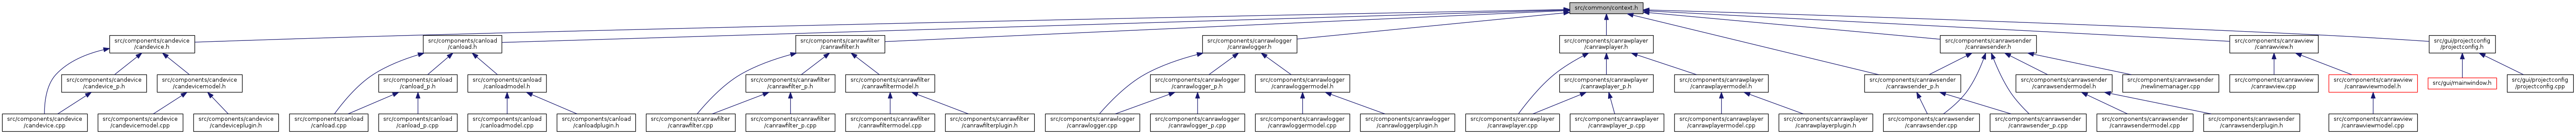 src/common/context.h
src/components/candevice
/candevice.h
src/components/canload
/canload.h
src/components/canrawfilter
/canrawfilter.h
src/components/canrawlogger
/canrawlogger.h
src/components/canrawplayer
/canrawplayer.h
src/components/canrawsender
/canrawsender.h
src/components/canrawview
/canrawview.h
src/gui/projectconfig
/projectconfig.h
src/components/candevice
/candevice_p.h
src/components/candevice
/candevicemodel.h
src/components/canload
/canload_p.h
src/components/canload
/canloadmodel.h
src/components/canrawfilter
/canrawfilter_p.h
src/components/canrawfilter
/canrawfiltermodel.h
src/components/canrawlogger
/canrawlogger_p.h
src/components/canrawlogger
/canrawloggermodel.h
src/components/canrawplayer
/canrawplayer_p.h
src/components/canrawplayer
/canrawplayermodel.h
src/components/canrawsender
/canrawsender_p.h
src/components/canrawsender
/canrawsendermodel.h
src/components/canrawsender
/newlinemanager.cpp
src/components/canrawview
/canrawview.cpp
src/components/canrawview
/canrawviewmodel.h
src/gui/mainwindow.h
src/gui/projectconfig
/projectconfig.cpp
src/components/candevice
/candevice.cpp
src/components/candevice
/candevicemodel.cpp
src/components/candevice
/candeviceplugin.h
src/components/canload
/canload.cpp
src/components/canload
/canload_p.cpp
src/components/canload
/canloadmodel.cpp
src/components/canload
/canloadplugin.h
src/components/canrawfilter
/canrawfilter.cpp
src/components/canrawfilter
/canrawfilter_p.cpp
src/components/canrawfilter
/canrawfiltermodel.cpp
src/components/canrawfilter
/canrawfilterplugin.h
src/components/canrawlogger
/canrawlogger.cpp
src/components/canrawlogger
/canrawlogger_p.cpp
src/components/canrawlogger
/canrawloggermodel.cpp
src/components/canrawlogger
/canrawloggerplugin.h
src/components/canrawplayer
/canrawplayer.cpp
src/components/canrawplayer
/canrawplayer_p.cpp
src/components/canrawplayer
/canrawplayermodel.cpp
src/components/canrawplayer
/canrawplayerplugin.h
src/components/canrawsender
/canrawsender.cpp
src/components/canrawsender
/canrawsender_p.cpp
src/components/canrawsender
/canrawsendermodel.cpp
src/components/canrawsender
/canrawsenderplugin.h
src/components/canrawview
/canrawviewmodel.cpp